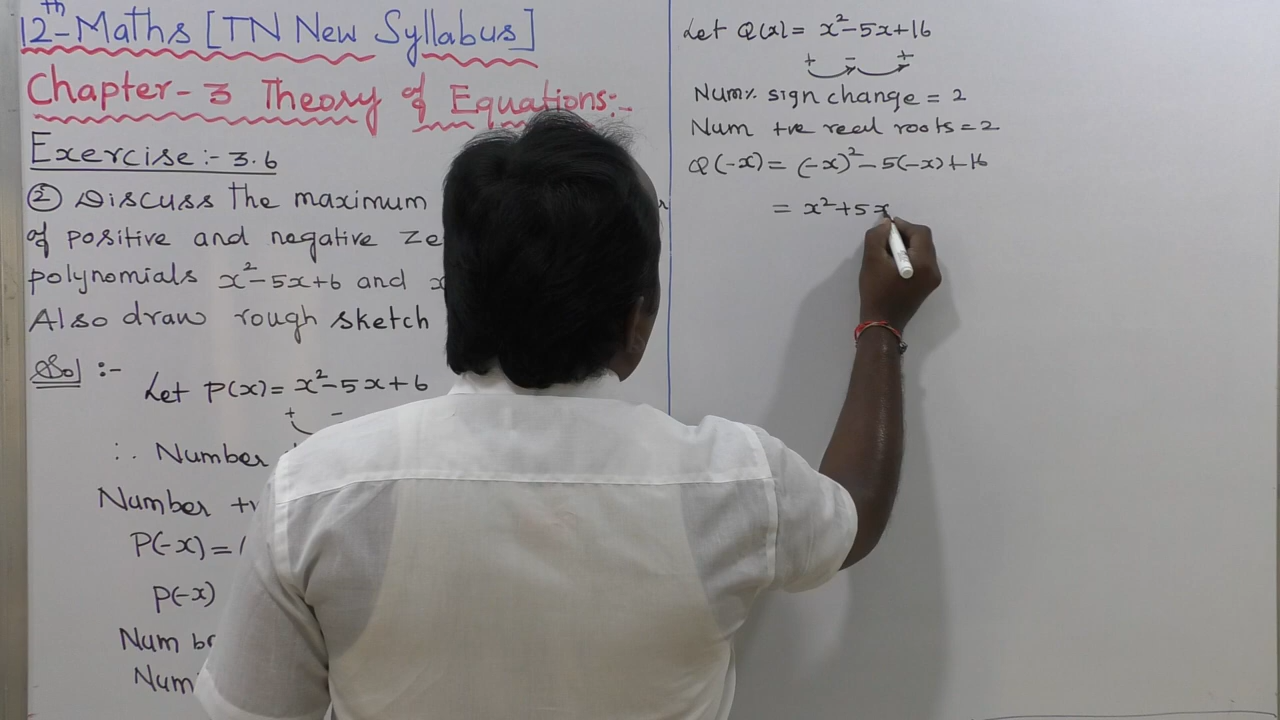 12th Maths [TN New Syllabus]
Chapter - 3 Theory of Equations:-
Exercise :- 3.6
② Discuss the maximum r
of positive and negative Ze
polynomials x²-5x+6 and x
Also draw rough sketch
Sol :-
Let P(x) = x²-5x+6
+ -
∴ Number
Number +v
P(-x) = (
P(-x)
Num br
Num
Let Q(x) = x²-5x+16
+ - +
Num% sign change = 2
Num +ve real roots = 2
Q(-x) = (-x)²-5(-x)+16
= x²+5x